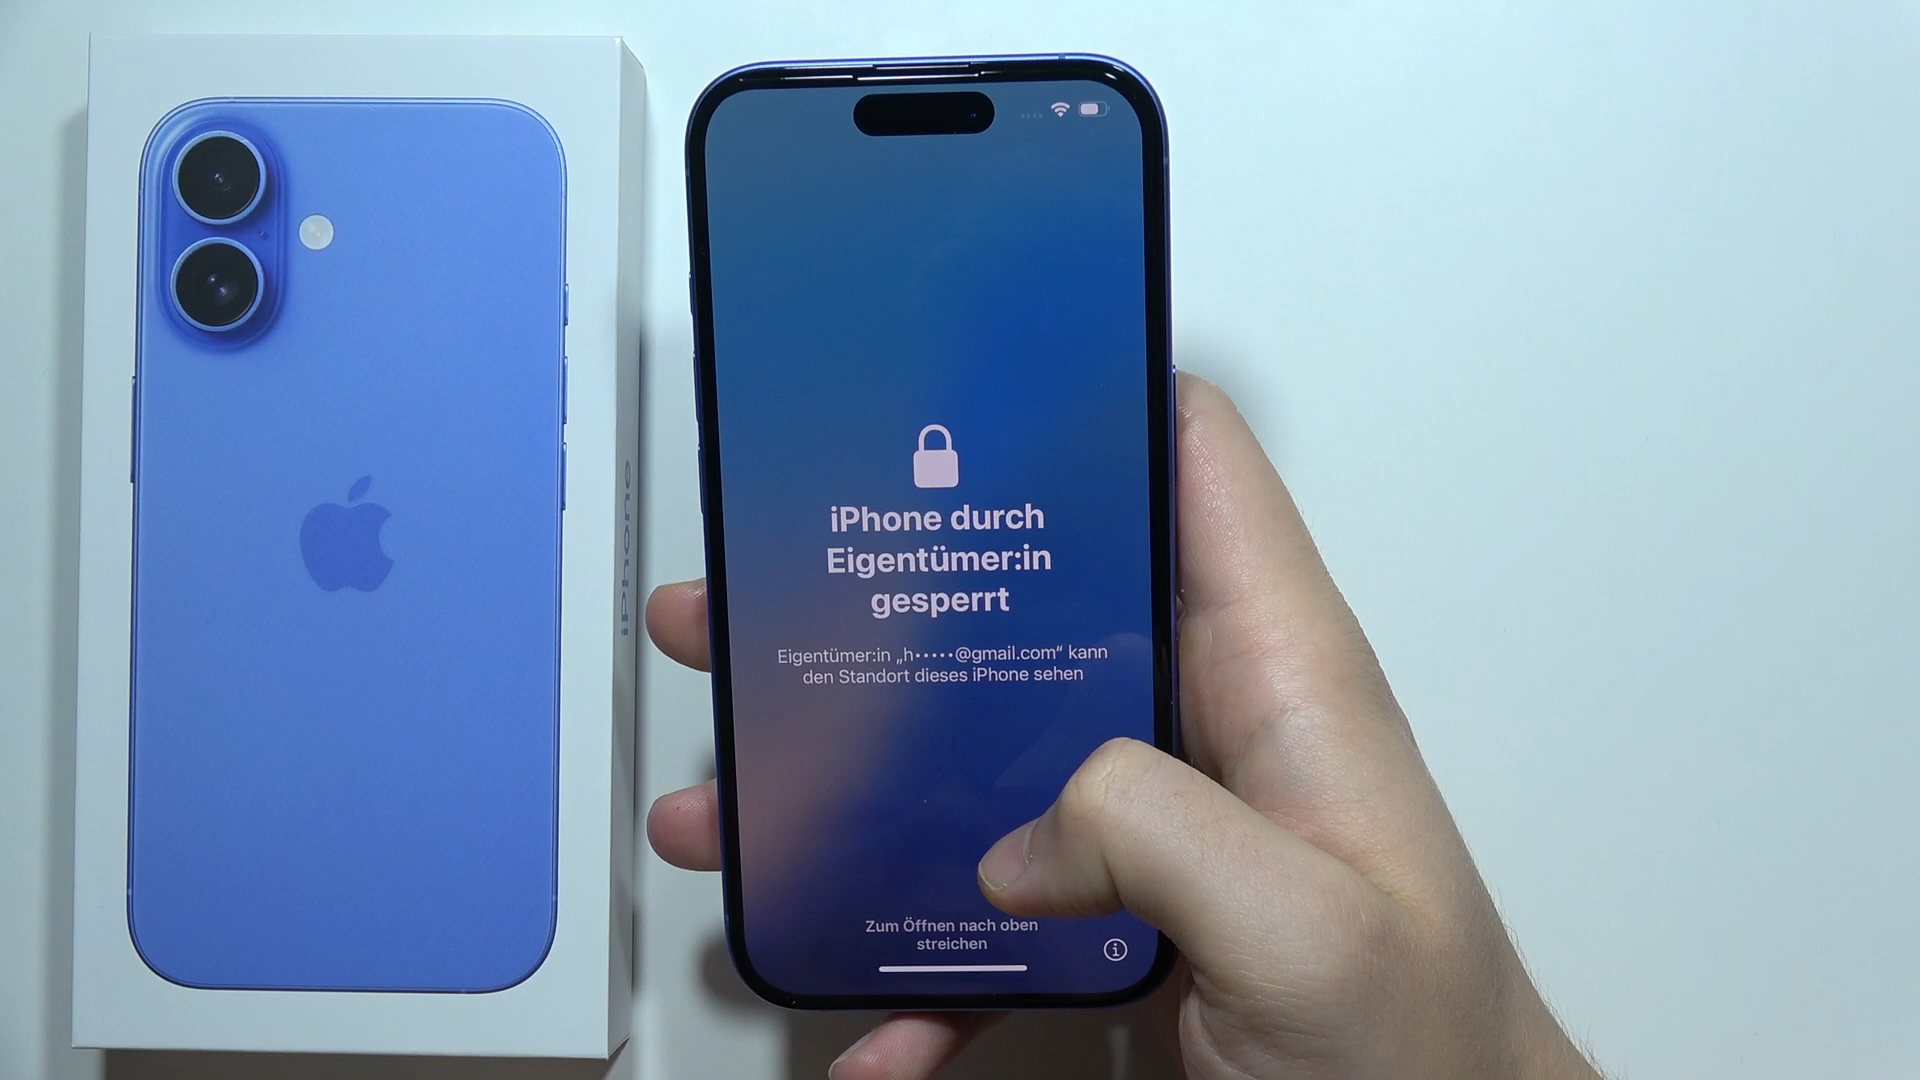 iPhone
iPhone durch
Eigentümer:in
gesperrt
Eigentümer:in „h•••••@gmail.com“ kann
den Standort dieses iPhone sehen
Zum Öffnen nach oben
streichen